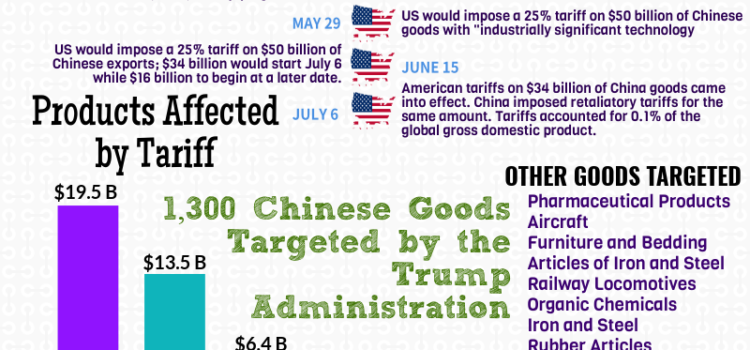 MAY 29
US would impose a 25% tariff on $50 billion of Chinese
goods with "industrially significant technology
US would impose a 25% tariff on $50 billion of
Chinese exports; $34 billion would start July 6
while $16 billion to begin at a later date.
JUNE 15
JULY 6
American tariffs on $34 billion of China goods came
into effect. China imposed retaliatory tariffs for the
same amount. Tariffs accounted for 0.1% of the
global gross domestic product.
Products Affected
by Tariff
$19.5 B
$13.5 B
$6.4 B
1,300 Chinese Goods
Targeted by the
Trump
Administration
OTHER GOODS TARGETED
Pharmaceutical Products
Aircraft
Furniture and Bedding
Articles of Iron and Steel
Railway Locomotives
Organic Chemicals
Iron and Steel
Rubber Articles